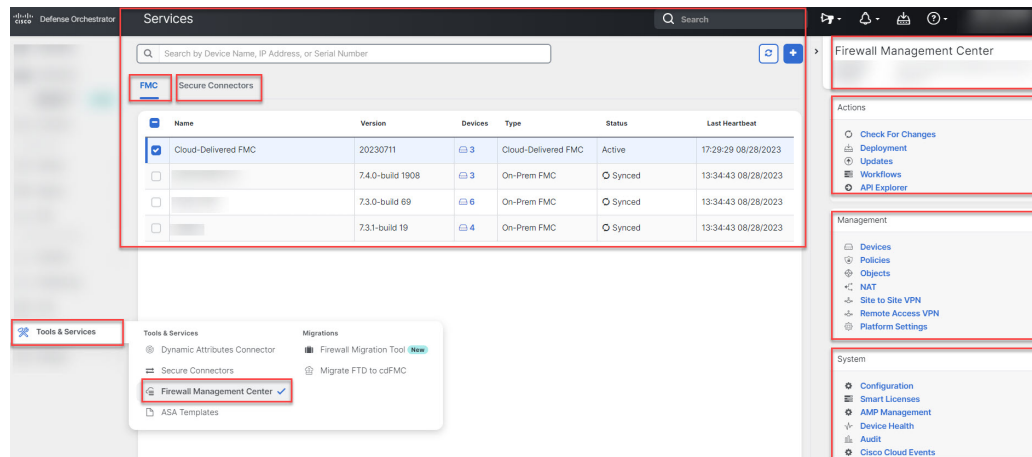 cisco Defense Orchestrator
Services
Search
Search by Device Name, IP Address, or Serial Number
FMC
Secure Connectors
Name Version Devices Type Status Last Heartbeat
Cloud-Delivered FMC 20230711 3 Cloud-Delivered FMC Active 17:29:29 08/28/2023
7.4.0-build 1908 3 On-Prem FMC Synced 13:34:43 08/28/2023
7.3.0-build 69 6 On-Prem FMC Synced 13:34:43 08/28/2023
7.3.1-build 19 4 On-Prem FMC Synced 13:34:43 08/28/2023
Tools & Services
Tools & Services
Dynamic Attributes Connector
Secure Connectors
Firewall Management Center
ASA Templates
Migrations
Firewall Migration Tool New
Migrate FTD to cdFMC
Firewall Management Center
Actions
Check For Changes
Deployment
Updates
Workflows
API Explorer
Management
Devices
Policies
Objects
NAT
Site to Site VPN
Remote Access VPN
Platform Settings
System
Configuration
Smart Licenses
AMP Management
Device Health
Audit
Cisco Cloud Events